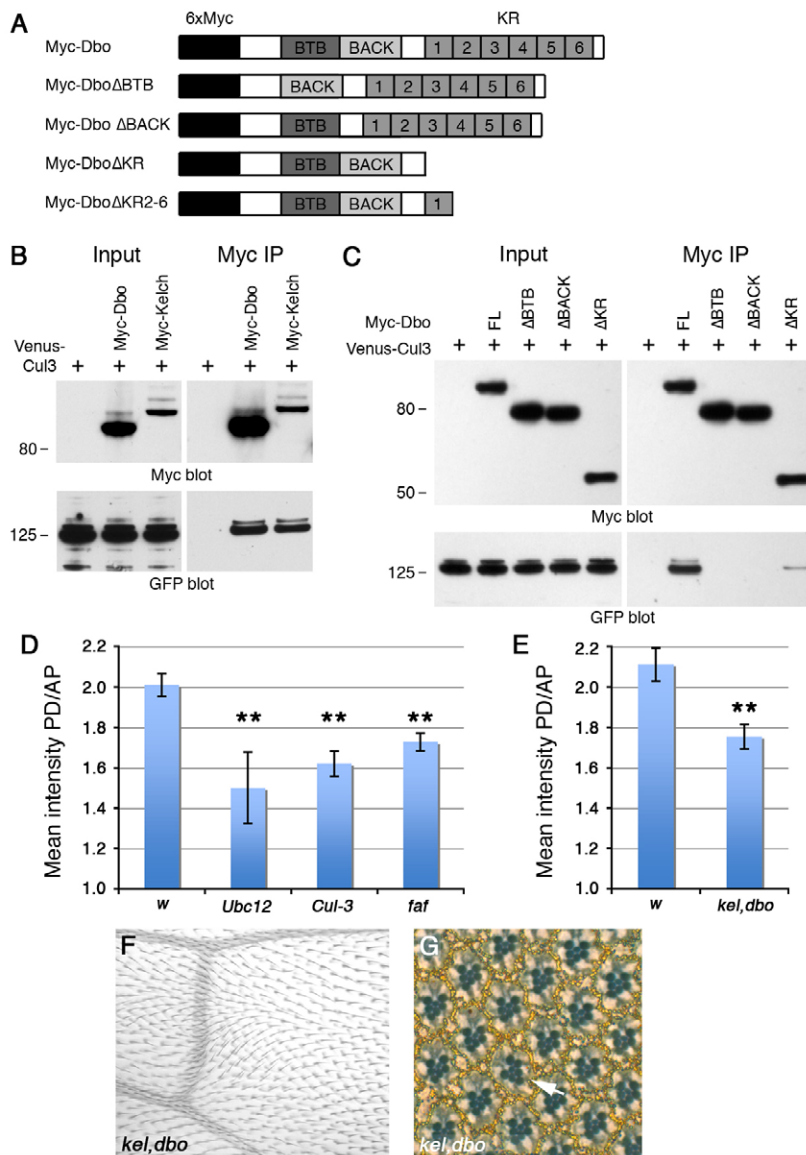 A
6xMyc KR
Myc-Dbo BTB BACK 1 2 3 4 5 6
Myc-DboΔBTB BACK 1 2 3 4 5 6
Myc-Dbo ΔBACK BTB 1 2 3 4 5 6
Myc-DboΔKR BTB BACK
Myc-DboΔKR2-6 BTB BACK 1
B
Input Myc IP
Myc-Dbo Myc-Kelch Myc-Dbo Myc-Kelch
Venus-
Cul3 + + + + + +
80
Myc blot
125
GFP blot
C
Input Myc IP
Myc-Dbo FL ΔBTB ΔBACK ΔKR FL ΔBTB ΔBACK ΔKR
Venus-Cul3 + + + + + + + + + +
80
50
Myc blot
125
GFP blot
D
Mean intensity PD/AP
2.2
2.0
1.8
1.6
1.4
1.2
1.0
** ** **
w Ubc12 Cul-3 faf
E
Mean intensity PD/AP
2.2
2.0
1.8
1.6
1.4
1.2
1.0
**
w kel,dbo
F
kel,dbo
G
kel,dbo